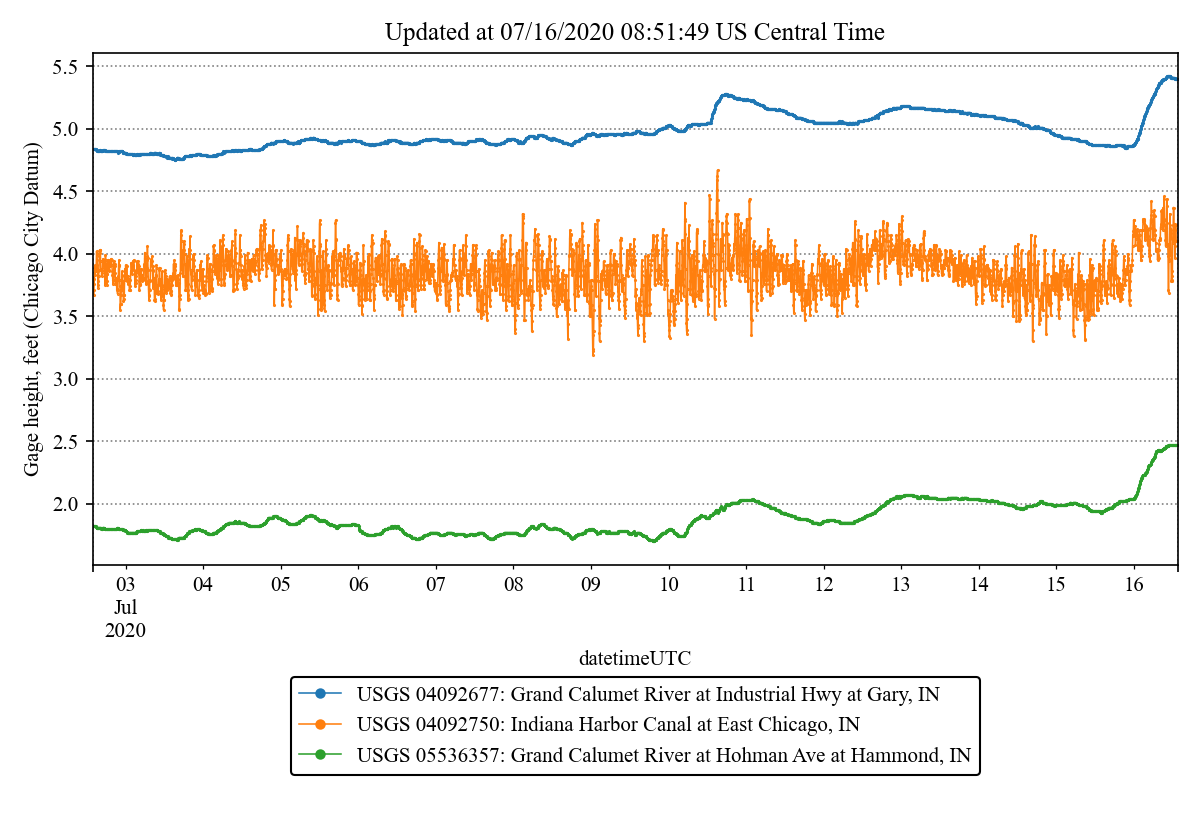 Updated at 07/16/2020 08:51:49 US Central Time
Gage height, feet (Chicago City Datum)
5.5
5.0
4.5
4.0
3.5
3.0
2.5
2.0
03 04 05 06 07 08 09 10 11 12 13 14 15 16
Jul
2020
datetimeUTC
USGS 04092677: Grand Calumet River at Industrial Hwy at Gary, IN
USGS 04092750: Indiana Harbor Canal at East Chicago, IN
USGS 05536357: Grand Calumet River at Hohman Ave at Hammond, IN